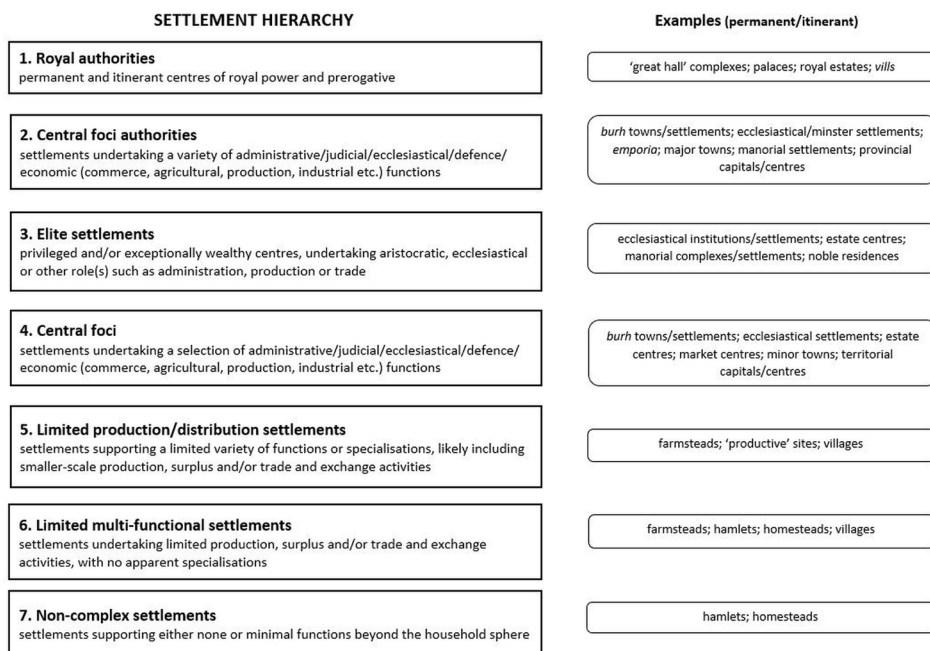 SETTLEMENT HIERARCHY
Examples (permanent/itinerant)
1. Royal authorities
permanent and itinerant centres of royal power and prerogative
‘great hall’ complexes; palaces; royal estates; vills
2. Central foci authorities
settlements undertaking a variety of administrative/judicial/ecclesiastical/defence/
economic (commerce, agricultural, production, industrial etc.) functions
burh towns/settlements; ecclesiastical/minster settlements;
emporia; major towns; manorial settlements; provincial
capitals/centres
3. Elite settlements
privileged and/or exceptionally wealthy centres, undertaking aristocratic, ecclesiastical
or other role(s) such as administration, production or trade
ecclesiastical institutions/settlements; estate centres;
manorial complexes/settlements; noble residences
4. Central foci
settlements undertaking a selection of administrative/judicial/ecclesiastical/defence/
economic (commerce, agricultural, production, industrial etc.) functions
burh towns/settlements; ecclesiastical settlements; estate
centres; market centres; minor towns; territorial
capitals/centres
5. Limited production/distribution settlements
settlements supporting a limited variety of functions or specialisations, likely including
smaller-scale production, surplus and/or trade and exchange activities
farmsteads; ‘productive’ sites; villages
6. Limited multi-functional settlements
settlements undertaking limited production, surplus and/or trade and exchange
activities, with no apparent specialisations
farmsteads; hamlets; homesteads; villages
7. Non-complex settlements
settlements supporting either none or minimal functions beyond the household sphere
hamlets; homesteads